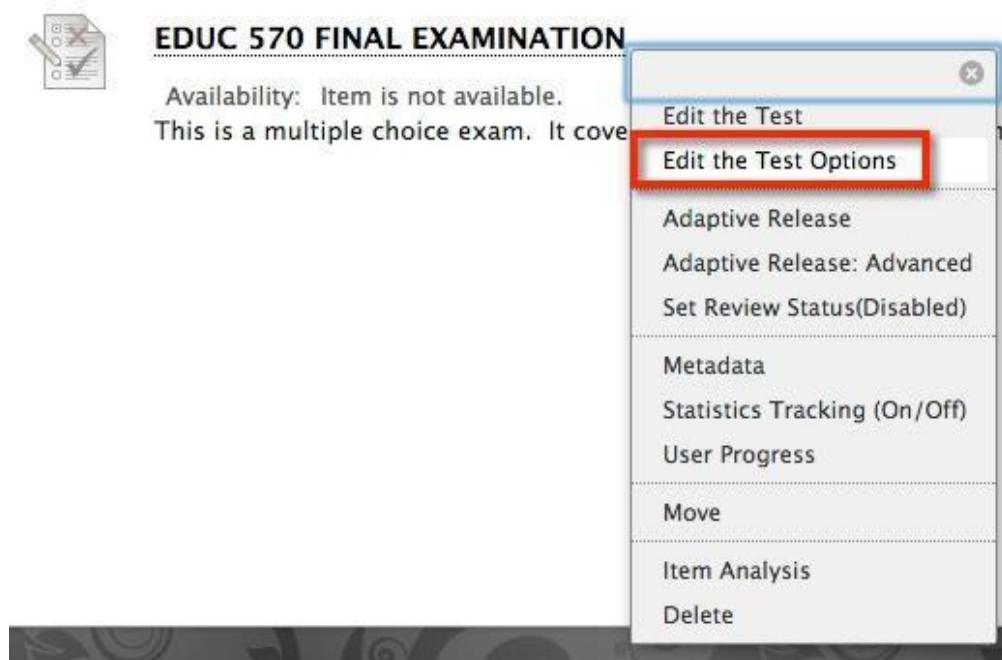 EDUC 570 FINAL EXAMINATION
Availability: Item is not available.
This is a multiple choice exam. It cove
Edit the Test
Edit the Test Options
Adaptive Release
Adaptive Release: Advanced
Set Review Status(Disabled)
Metadata
Statistics Tracking (On/Off)
User Progress
Move
Item Analysis
Delete